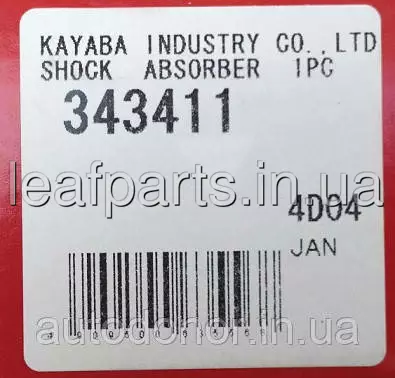 KAYABA INDUSTRY CO.,LTD
SHOCK ABSORBER 1PC
343411
leafparts.in.ua
4D04
JAN
autodonor.in.ua